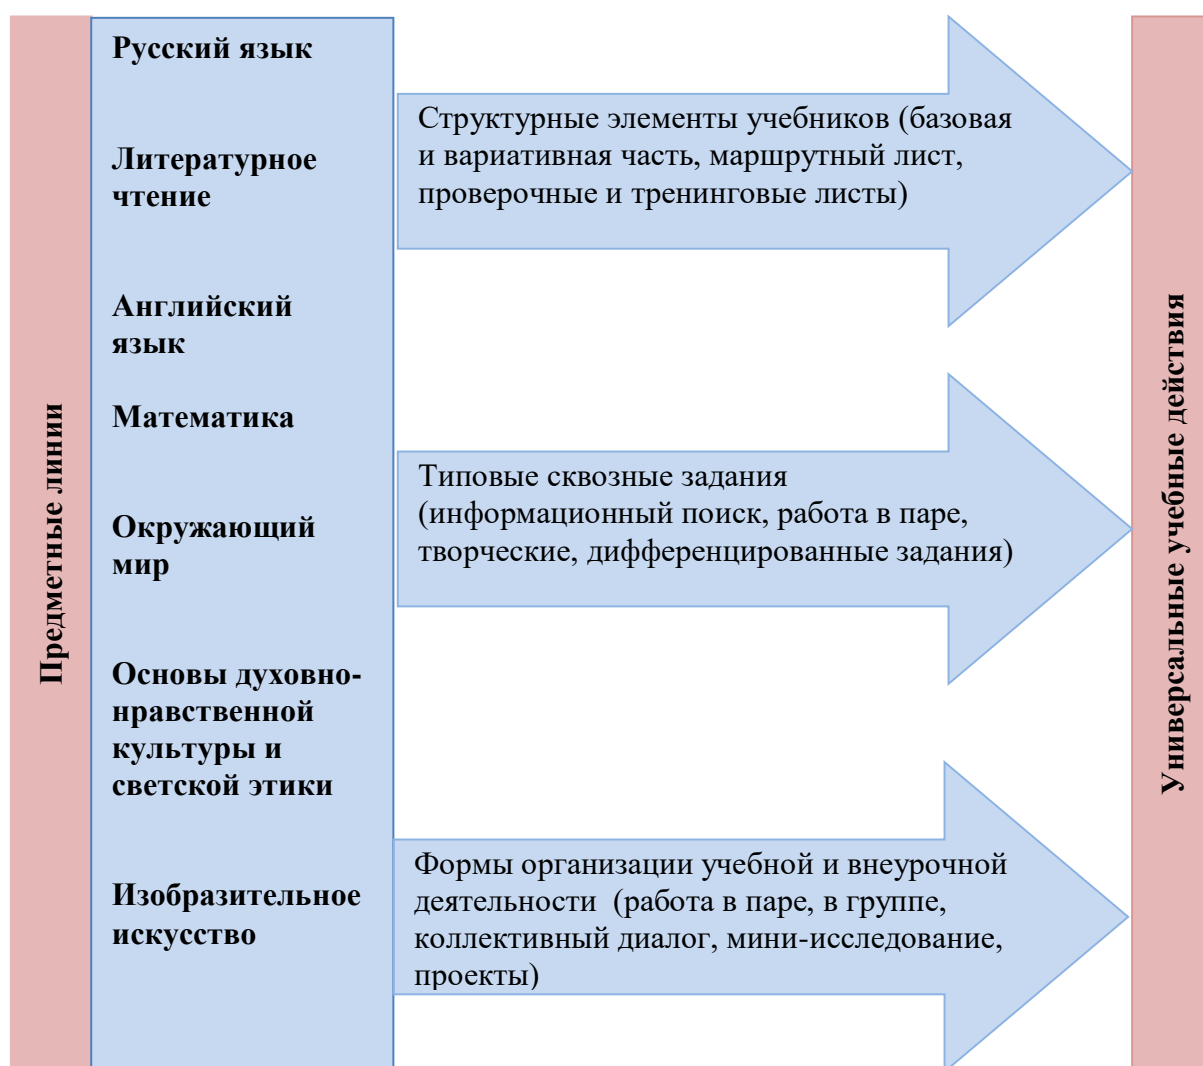 Предметные линии
Русский язык
Литературное
чтение
Английский
язык
Математика
Окружающий
мир
Основы духовно-
нравственной
культуры и
светской этики
Изобразительное
искусство
Структурные элементы учебников (базовая
и вариативная часть, маршрутный лист,
проверочные и тренинговые листы)
Типовые сквозные задания
(информационный поиск, работа в паре,
творческие, дифференцированные задания)
Формы организации учебной и внеурочной
деятельности (работа в паре, в группе,
коллективный диалог, мини-исследование,
проекты)
Универсальные учебные действия